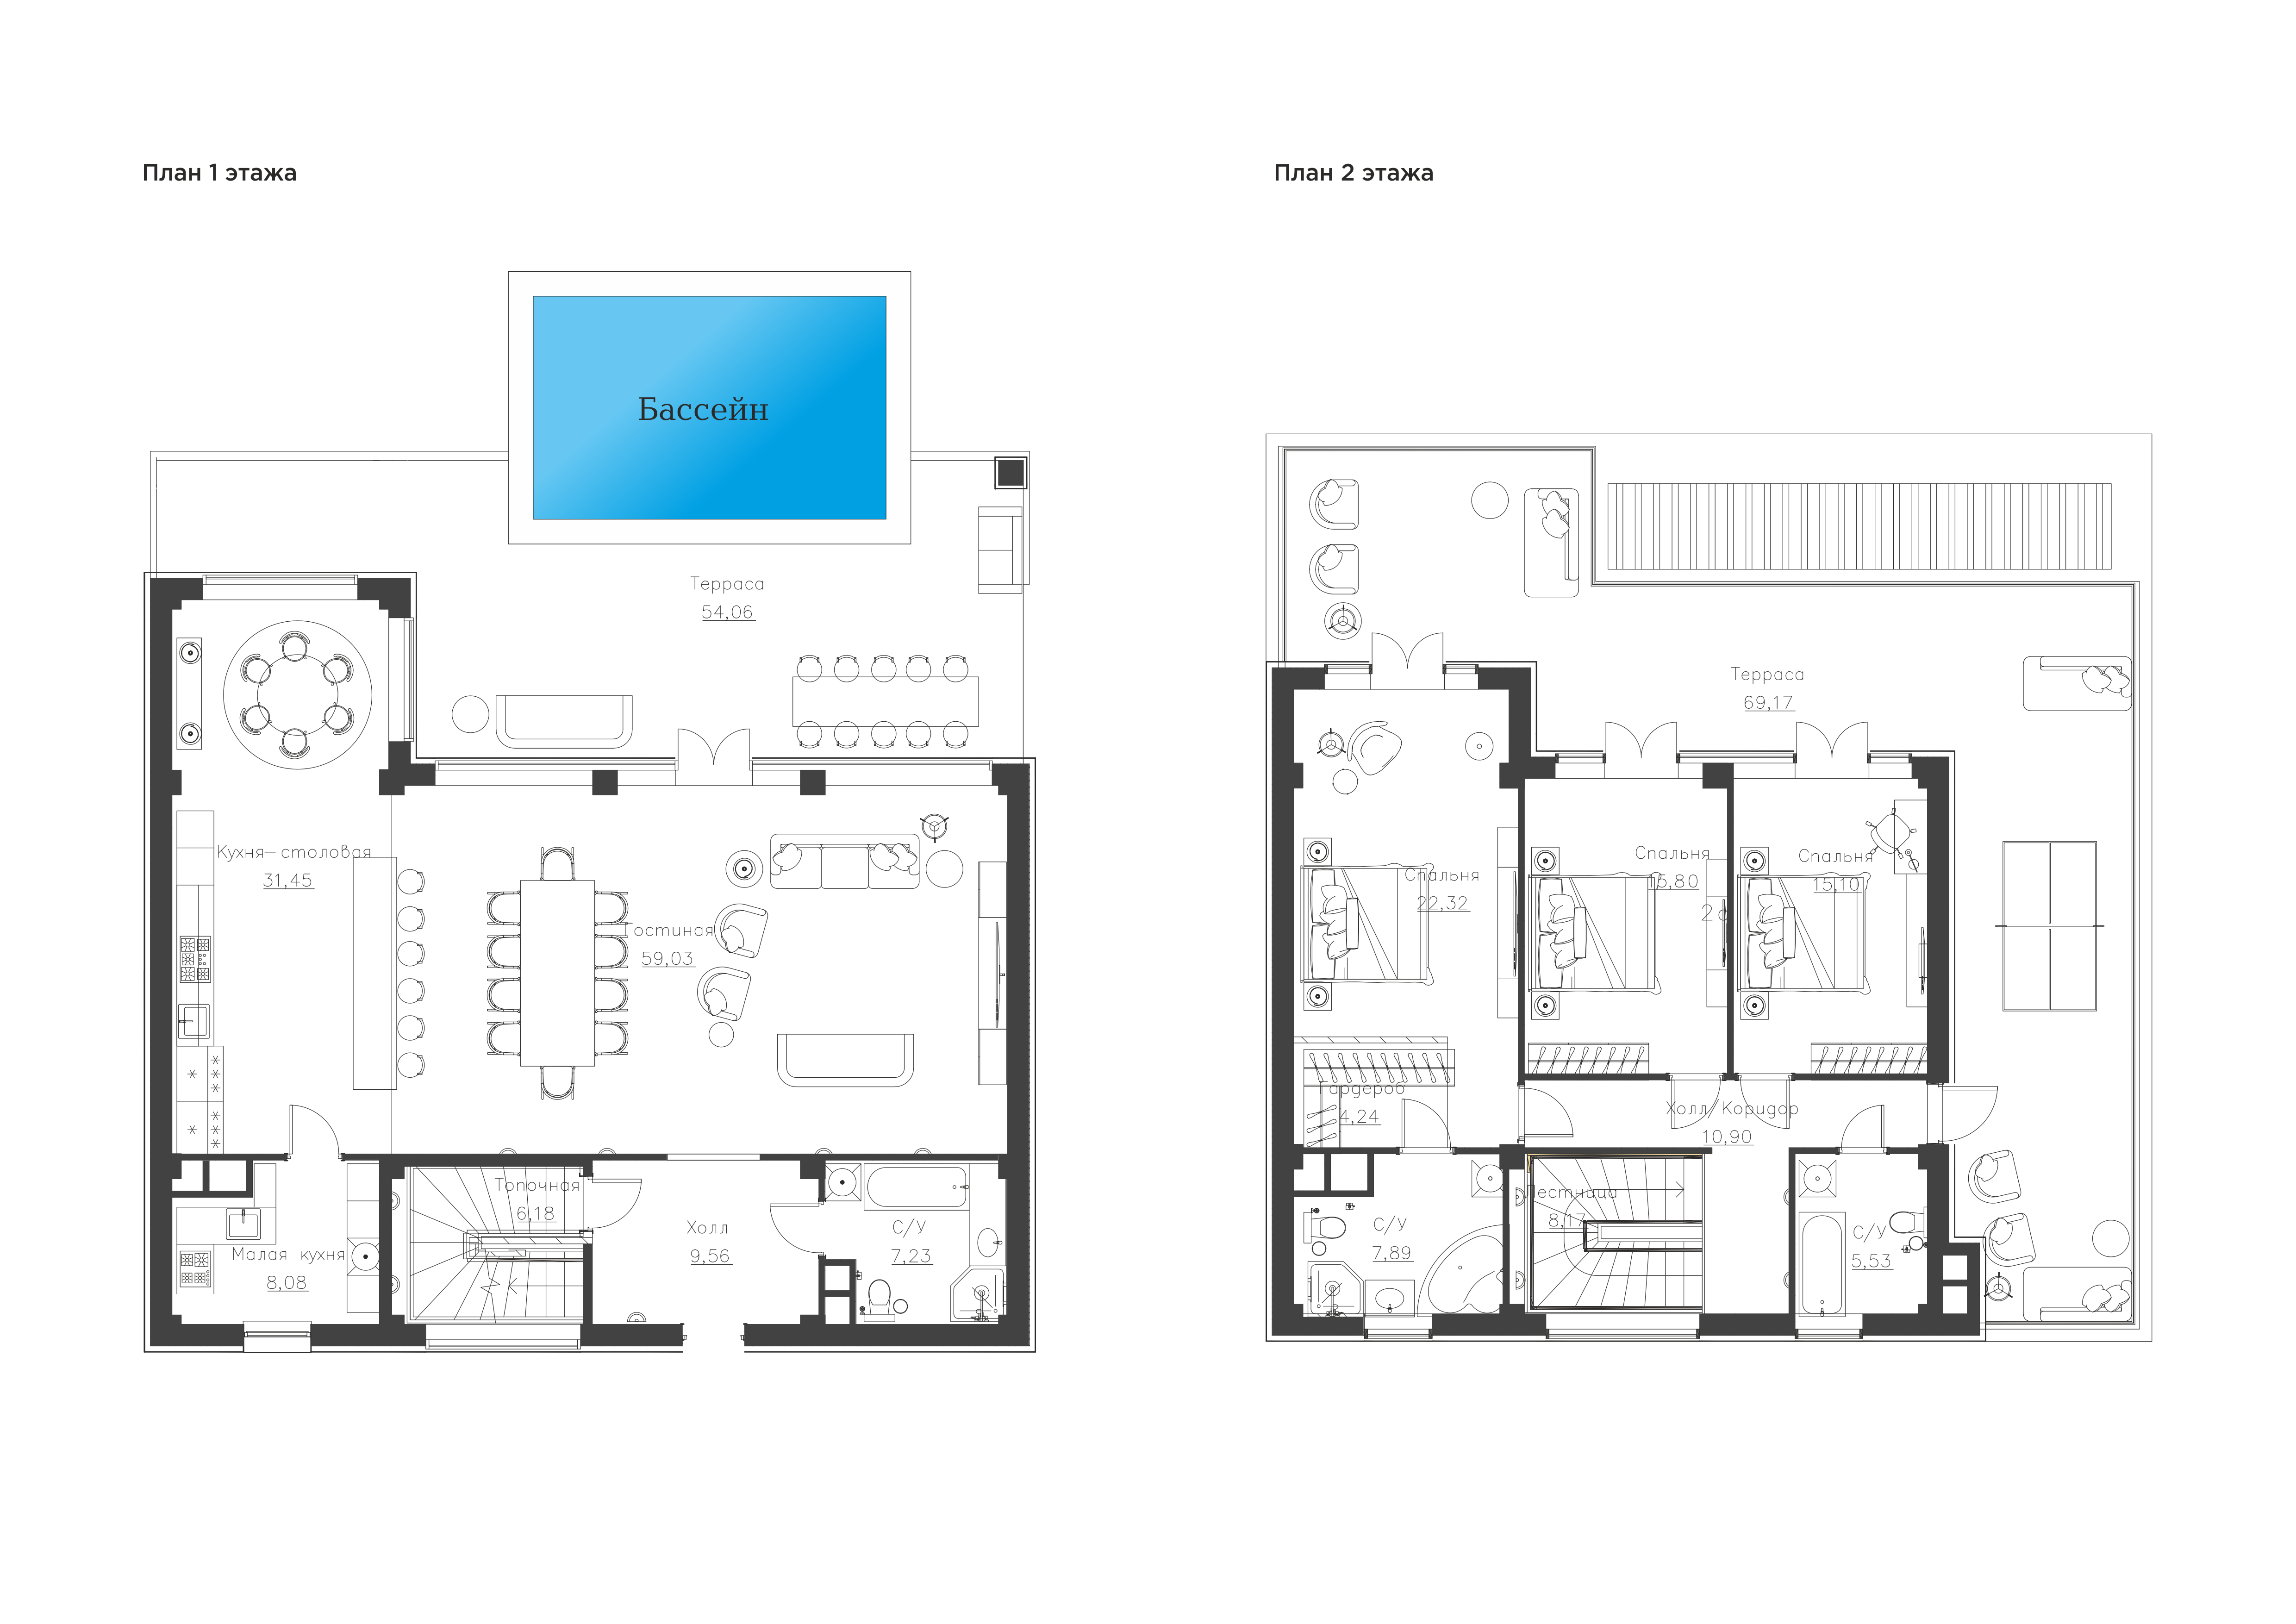 План 1 этажа
План 2 этажа
Бассейн
Терраса
54,06
Кухня-столовая
31,45
Гостиная
59,03
Топочная
6,18
Холл
9,56
С/У
7,23
Малая кухня
8,08
Терраса
69,17
Спальня
22,32
Спальня
15,80
Спальня
15,10
Гардероб
4,24
Холл/Коридор
10,90
Лестница
8,17
С/У
7,89
С/У
5,53